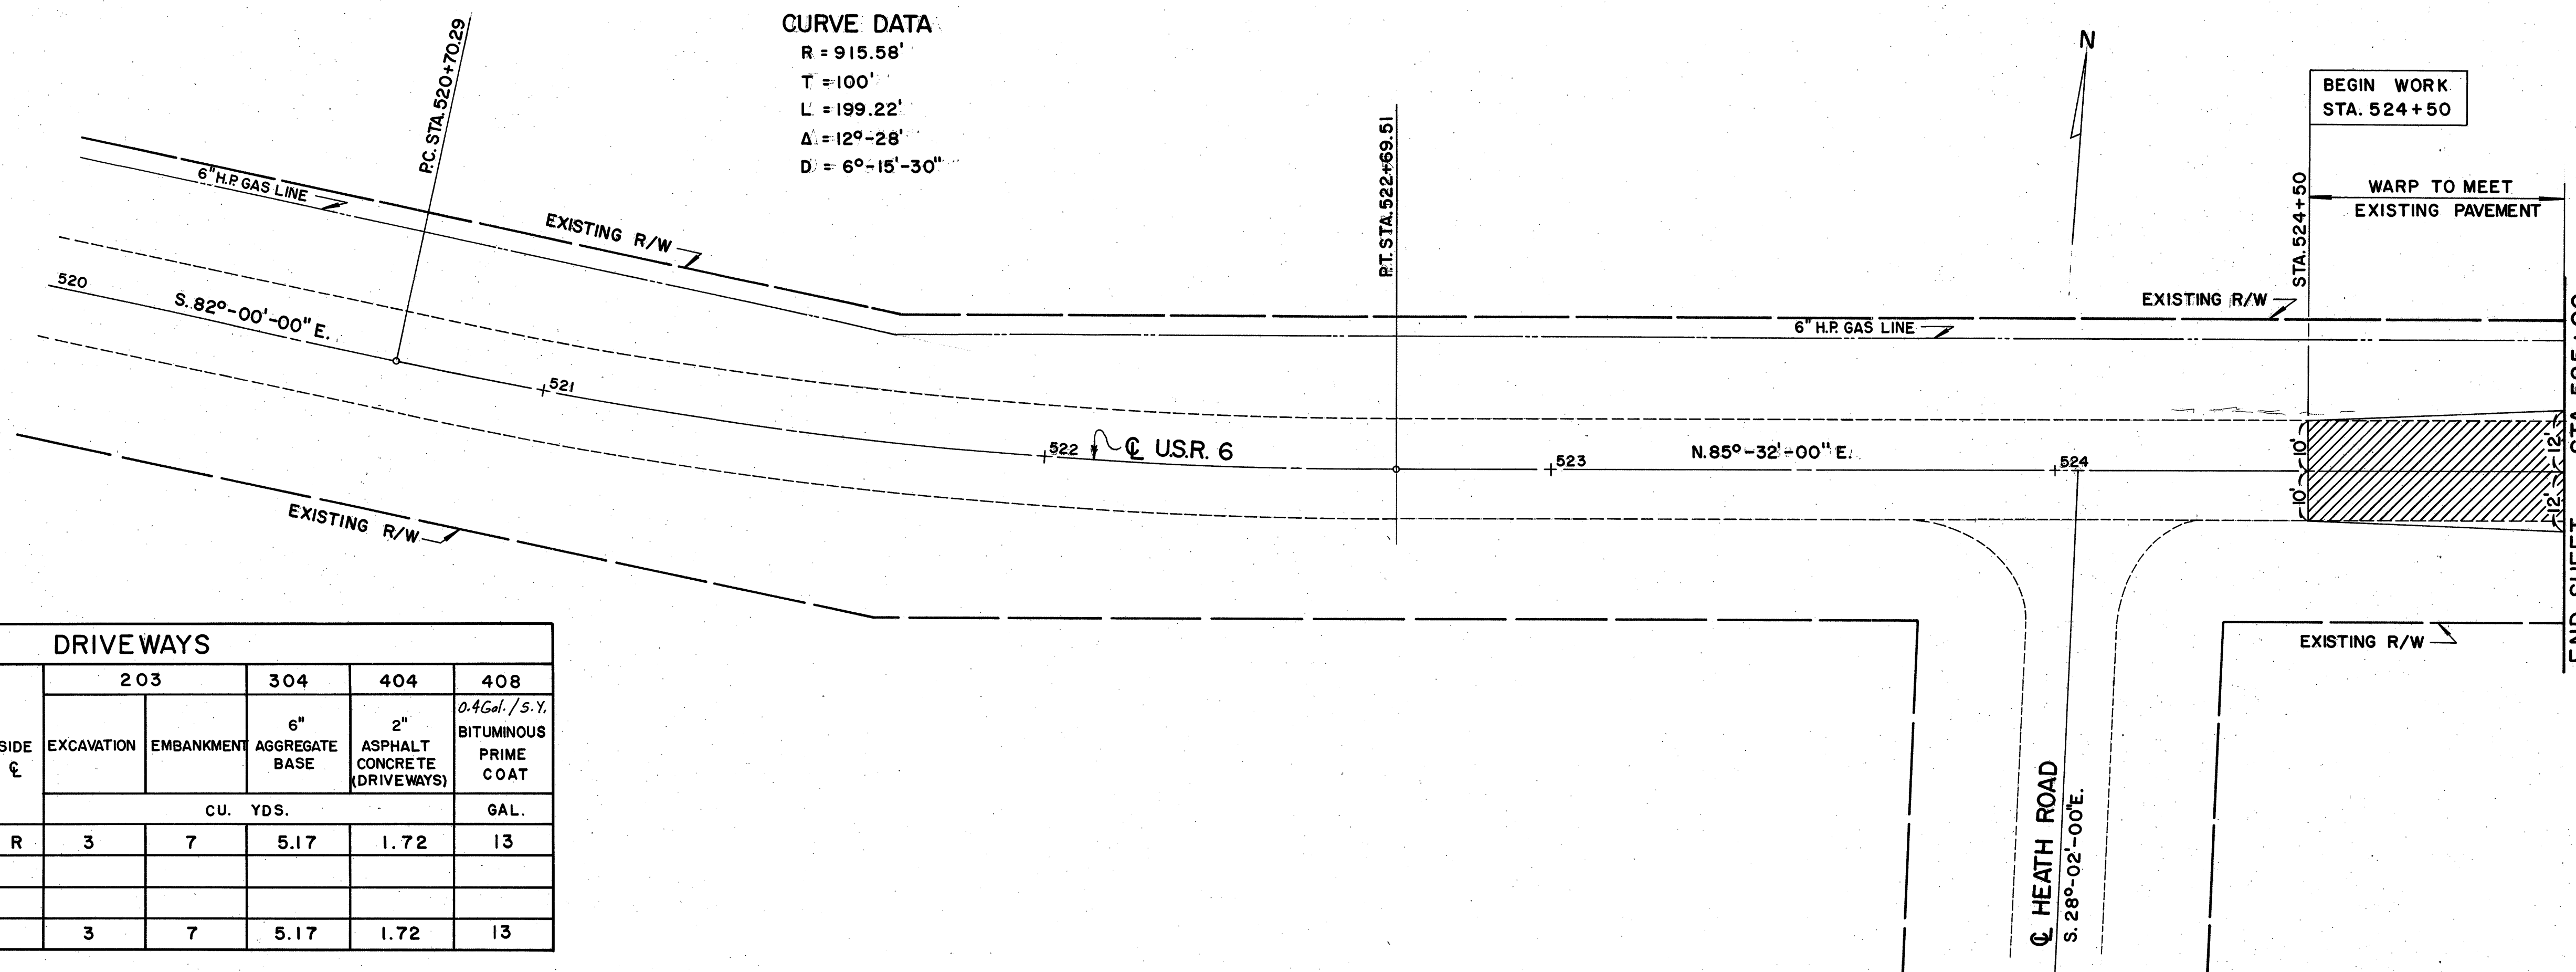 CURVE DATA
R = 915.58'
T = 100'
L = 199.22'
Δ = 12°-28'
D = 6°-15'-30"
P.C. STA. 520+70.29
P.T. STA. 522+69.51
N
BEGIN WORK
STA. 524+50
STA. 524+50
WARP TO MEET
EXISTING PAVEMENT
6" H.P. GAS LINE
EXISTING R/W
EXISTING R/W
6" H.P. GAS LINE
520
S. 82°-00'-00" E.
521
522
℄ U.S.R. 6
523
N. 85°-32'-00" E.
524
10'
10'
12'
12'
EXISTING R/W
EXISTING R/W
℄ HEATH ROAD
S. 28°-02'-00" E.
END SHEET
DRIVEWAYS
203 304 404 408
0.4 Gal. / S.Y.
SIDE
℄
EXCAVATION
EMBANKMENT
6"
AGGREGATE
BASE
2"
ASPHALT
CONCRETE
(DRIVEWAYS)
BITUMINOUS
PRIME
COAT
CU. YDS. GAL.
R 3 7 5.17 1.72 13
3 7 5.17 1.72 13